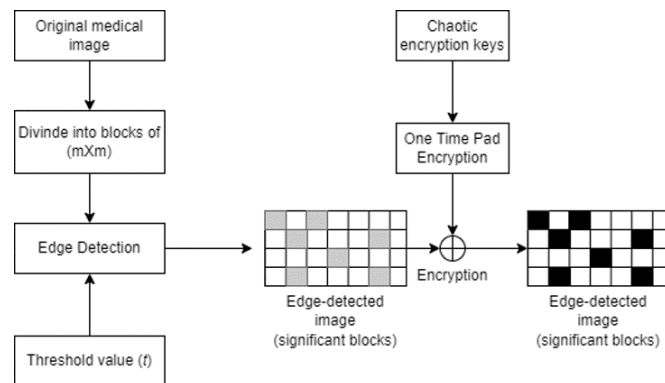 Original medical
image
Chaotic
encryption keys
Divinde into blocks of
(mXm)
One Time Pad
Encryption
Edge Detection
Encryption
Edge-detected
image
(significant blocks)
Edge-detected
image
(significant blocks)
Threshold value (t)